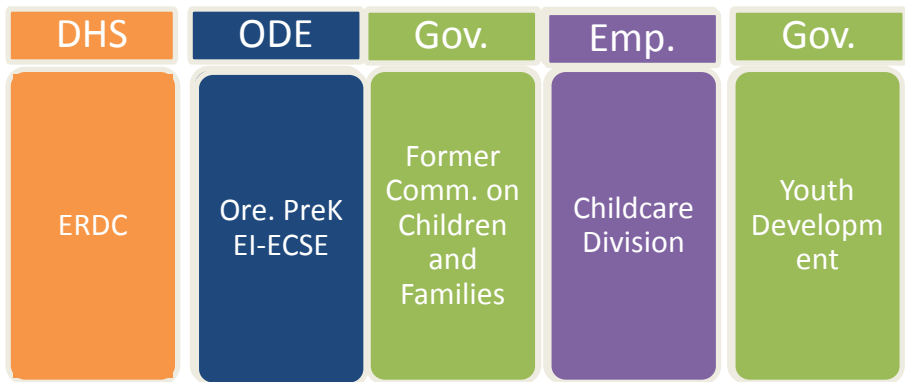 DHS
ODE
Gov.
Emp.
Gov.
ERDC
Ore. PreK
EI-ECSE
Former
Comm. on
Children
and
Families
Childcare
Division
Youth
Developm
ent